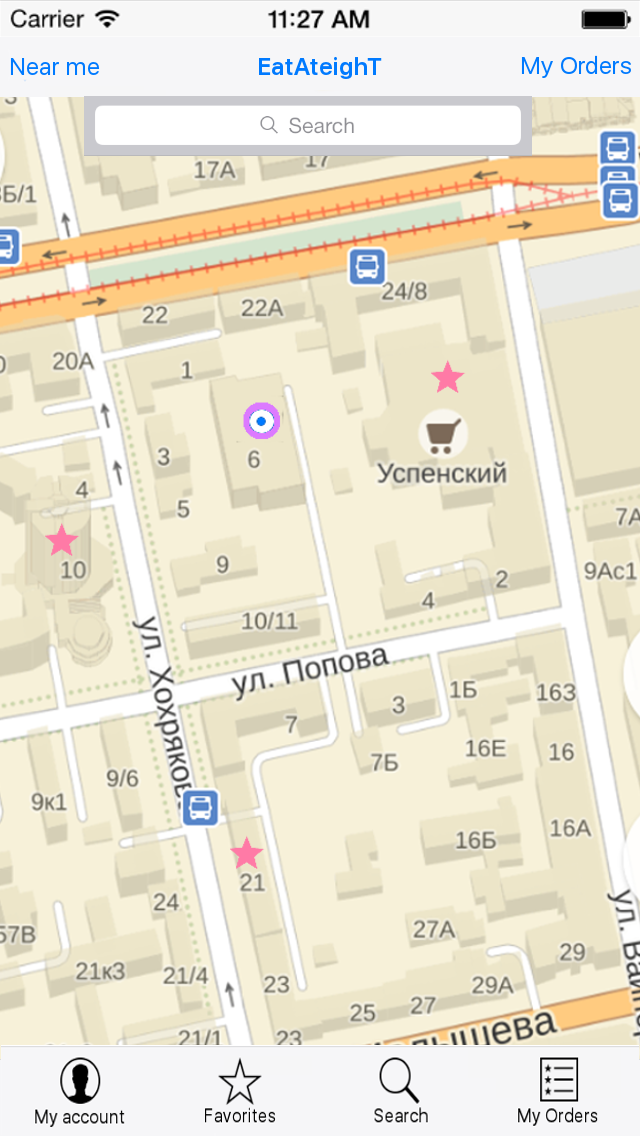 Carrier 11:27 AM
Near me EatAteighT My Orders
Search
17А 17
3Б/1
24/8
22 22А
20А 1
3 6 Успенский
4 5
7А
10 9 9Ас1
2
4
10/11
ул. Попова
ул. Хохрякова
1Б 163
3
7
7Б 16Е 16
9/6
9к1
16Б 16А
21
24
27А
57В
29
21к3 21/4
23 29А
25 27
21/1 23
My account Favorites Search My Orders